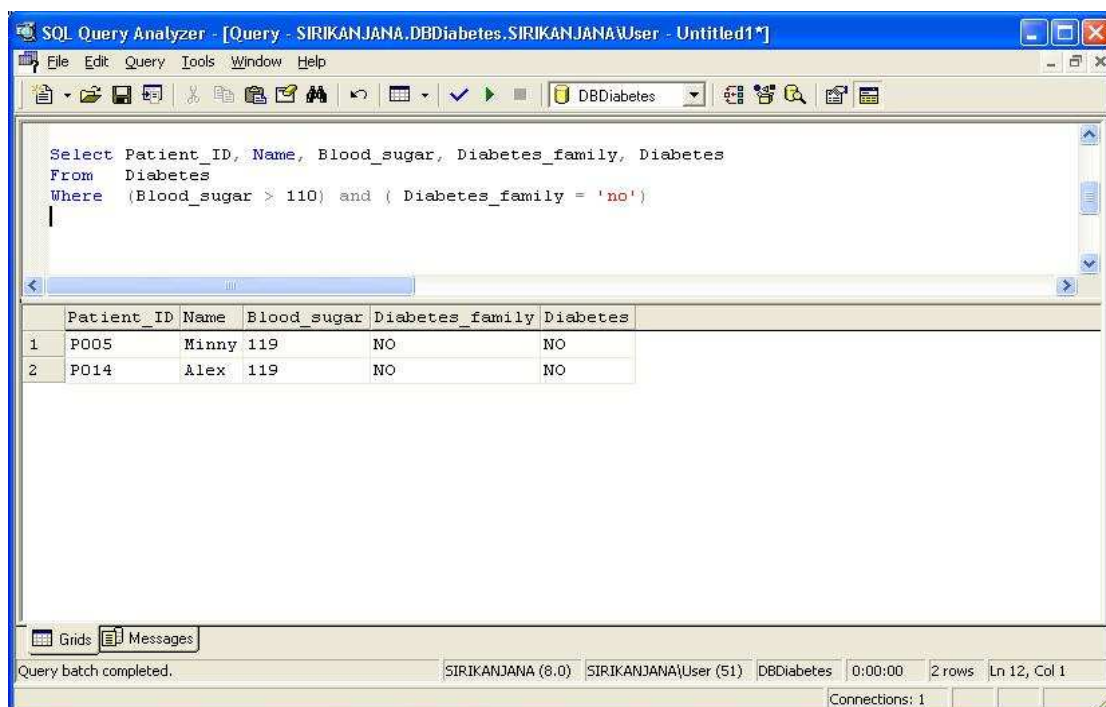 SQL Query Analyzer - [Query - SIRIKANJANA.DBDiabetes.SIRIKANJANA\User - Untitled1*]
File Edit Query Tools Window Help
DBDiabetes
Select Patient_ID, Name, Blood_sugar, Diabetes_family, Diabetes
From Diabetes
Where (Blood_sugar > 110) and ( Diabetes_family = 'no')
Patient_ID Name Blood_sugar Diabetes_family Diabetes
1 P005 Minny 119 NO NO
2 P014 Alex 119 NO NO
Grids Messages
Query batch completed. SIRIKANJANA (8.0) SIRIKANJANA\User (51) DBDiabetes 0:00:00 2 rows Ln 12, Col 1
Connections: 1